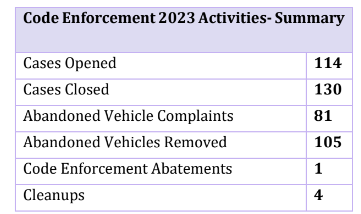 Code Enforcement 2023 Activities- Summary
Cases Opened 114
Cases Closed 130
Abandoned Vehicle Complaints 81
Abandoned Vehicles Removed 105
Code Enforcement Abatements 1
Cleanups 4